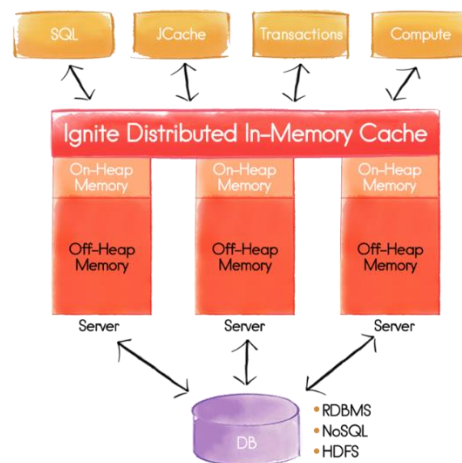 SQL
JCache
Transactions
Compute
Ignite Distributed In-Memory Cache
On-Heap
Memory
On-Heap
Memory
On-Heap
Memory
Off-Heap
Memory
Off-Heap
Memory
Off-Heap
Memory
Server
Server
Server
DB
• RDBMS
• NoSQL
• HDFS